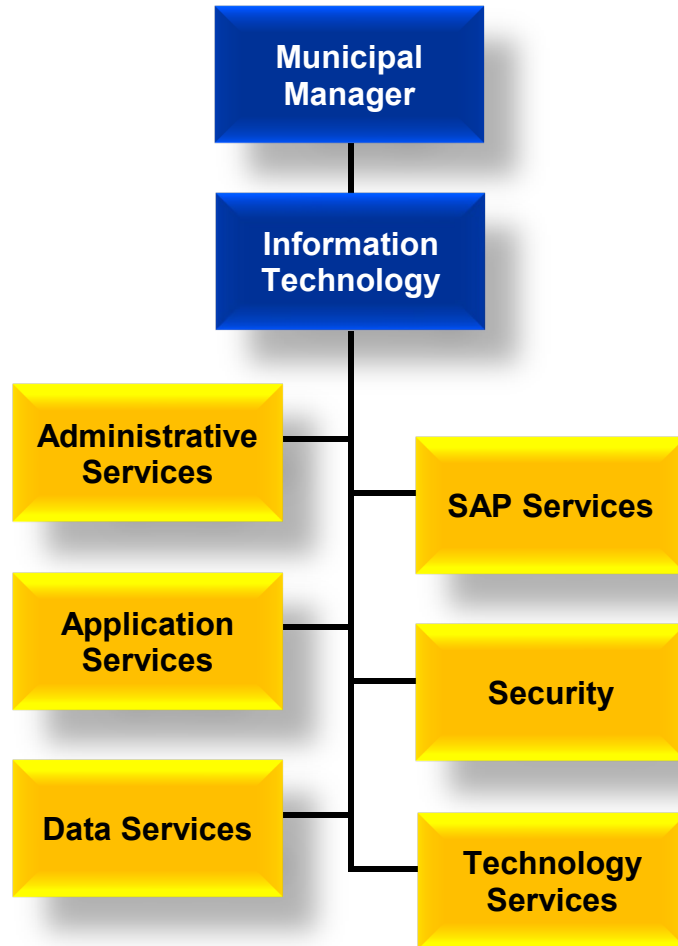 Municipal
Manager
Information
Technology
Administrative
Services
SAP Services
Application
Services
Security
Data Services
Technology
Services